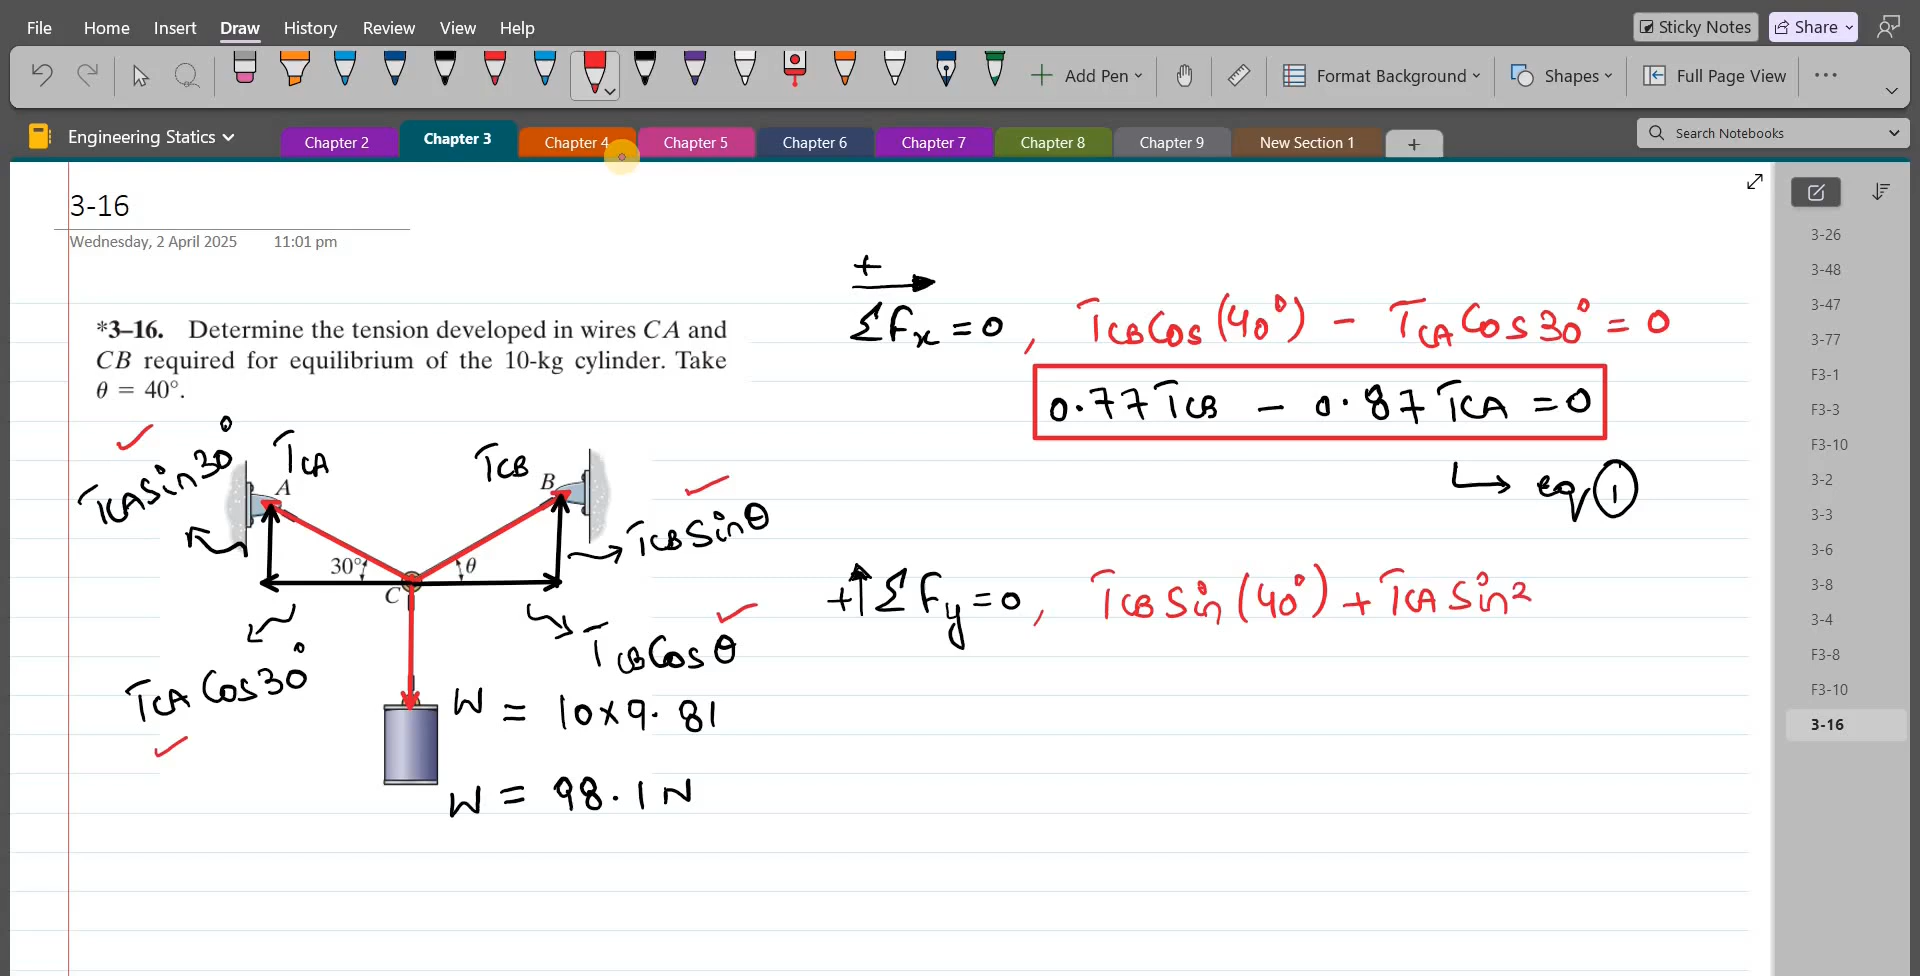 File Home Insert Draw History Review View Help
Sticky Notes Share
Add Pen Format Background Shapes Full Page View
Engineering Statics
Chapter 2 Chapter 3 Chapter 4 Chapter 5 Chapter 6 Chapter 7 Chapter 8 Chapter 9 New Section 1 +
Search Notebooks
3-16
Wednesday, 2 April 2025 11:01 pm
*3–16. Determine the tension developed in wires CA and
CB required for equilibrium of the 10-kg cylinder. Take
θ = 40°.
TCA sin30°
TCA
TCB
A
B
TCB Sinθ
30°
θ
C
TCA Cos30°
TCB Cosθ
W = 10×9.81
W = 98.1 N
+
ΣFx = 0, TCB Cos(40°) - TCA Cos30° = 0
0.77 TCB - 0.87 TCA = 0
eq 1
+ ΣFy = 0, TCB Sin(40°) + TCA Sin
3-26
3-48
3-47
3-77
F3-1
F3-3
F3-10
3-2
3-3
3-6
3-8
3-4
F3-8
F3-10
3-16